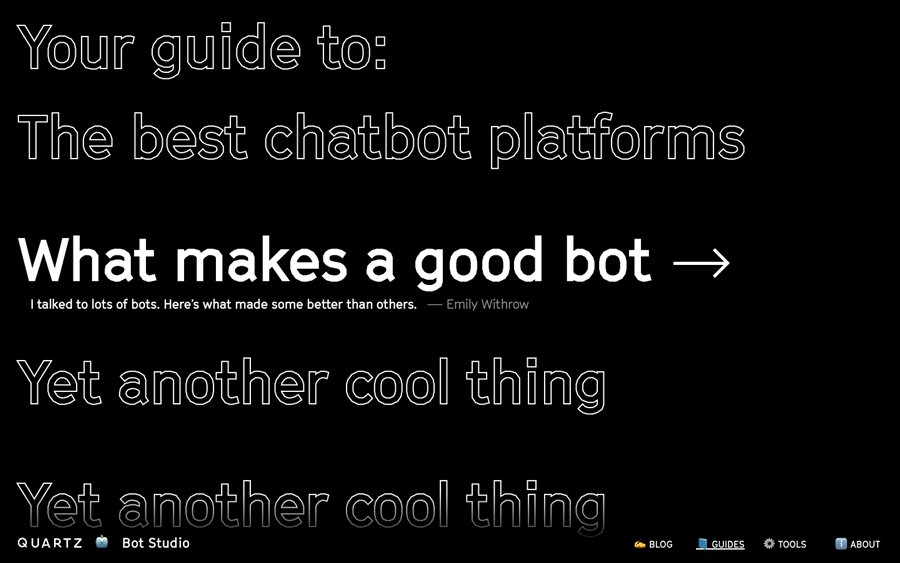 Your guide to:
The best chatbot platforms
What makes a good bot →
I talked to lots of bots. Here's what made some better than others. — Emily Withrow
Yet another cool thing
Yet another cool thing
QUARTZ 🤖 Bot Studio ✍️ BLOG 📘 GUIDES ⚙️ TOOLS ℹ️ ABOUT